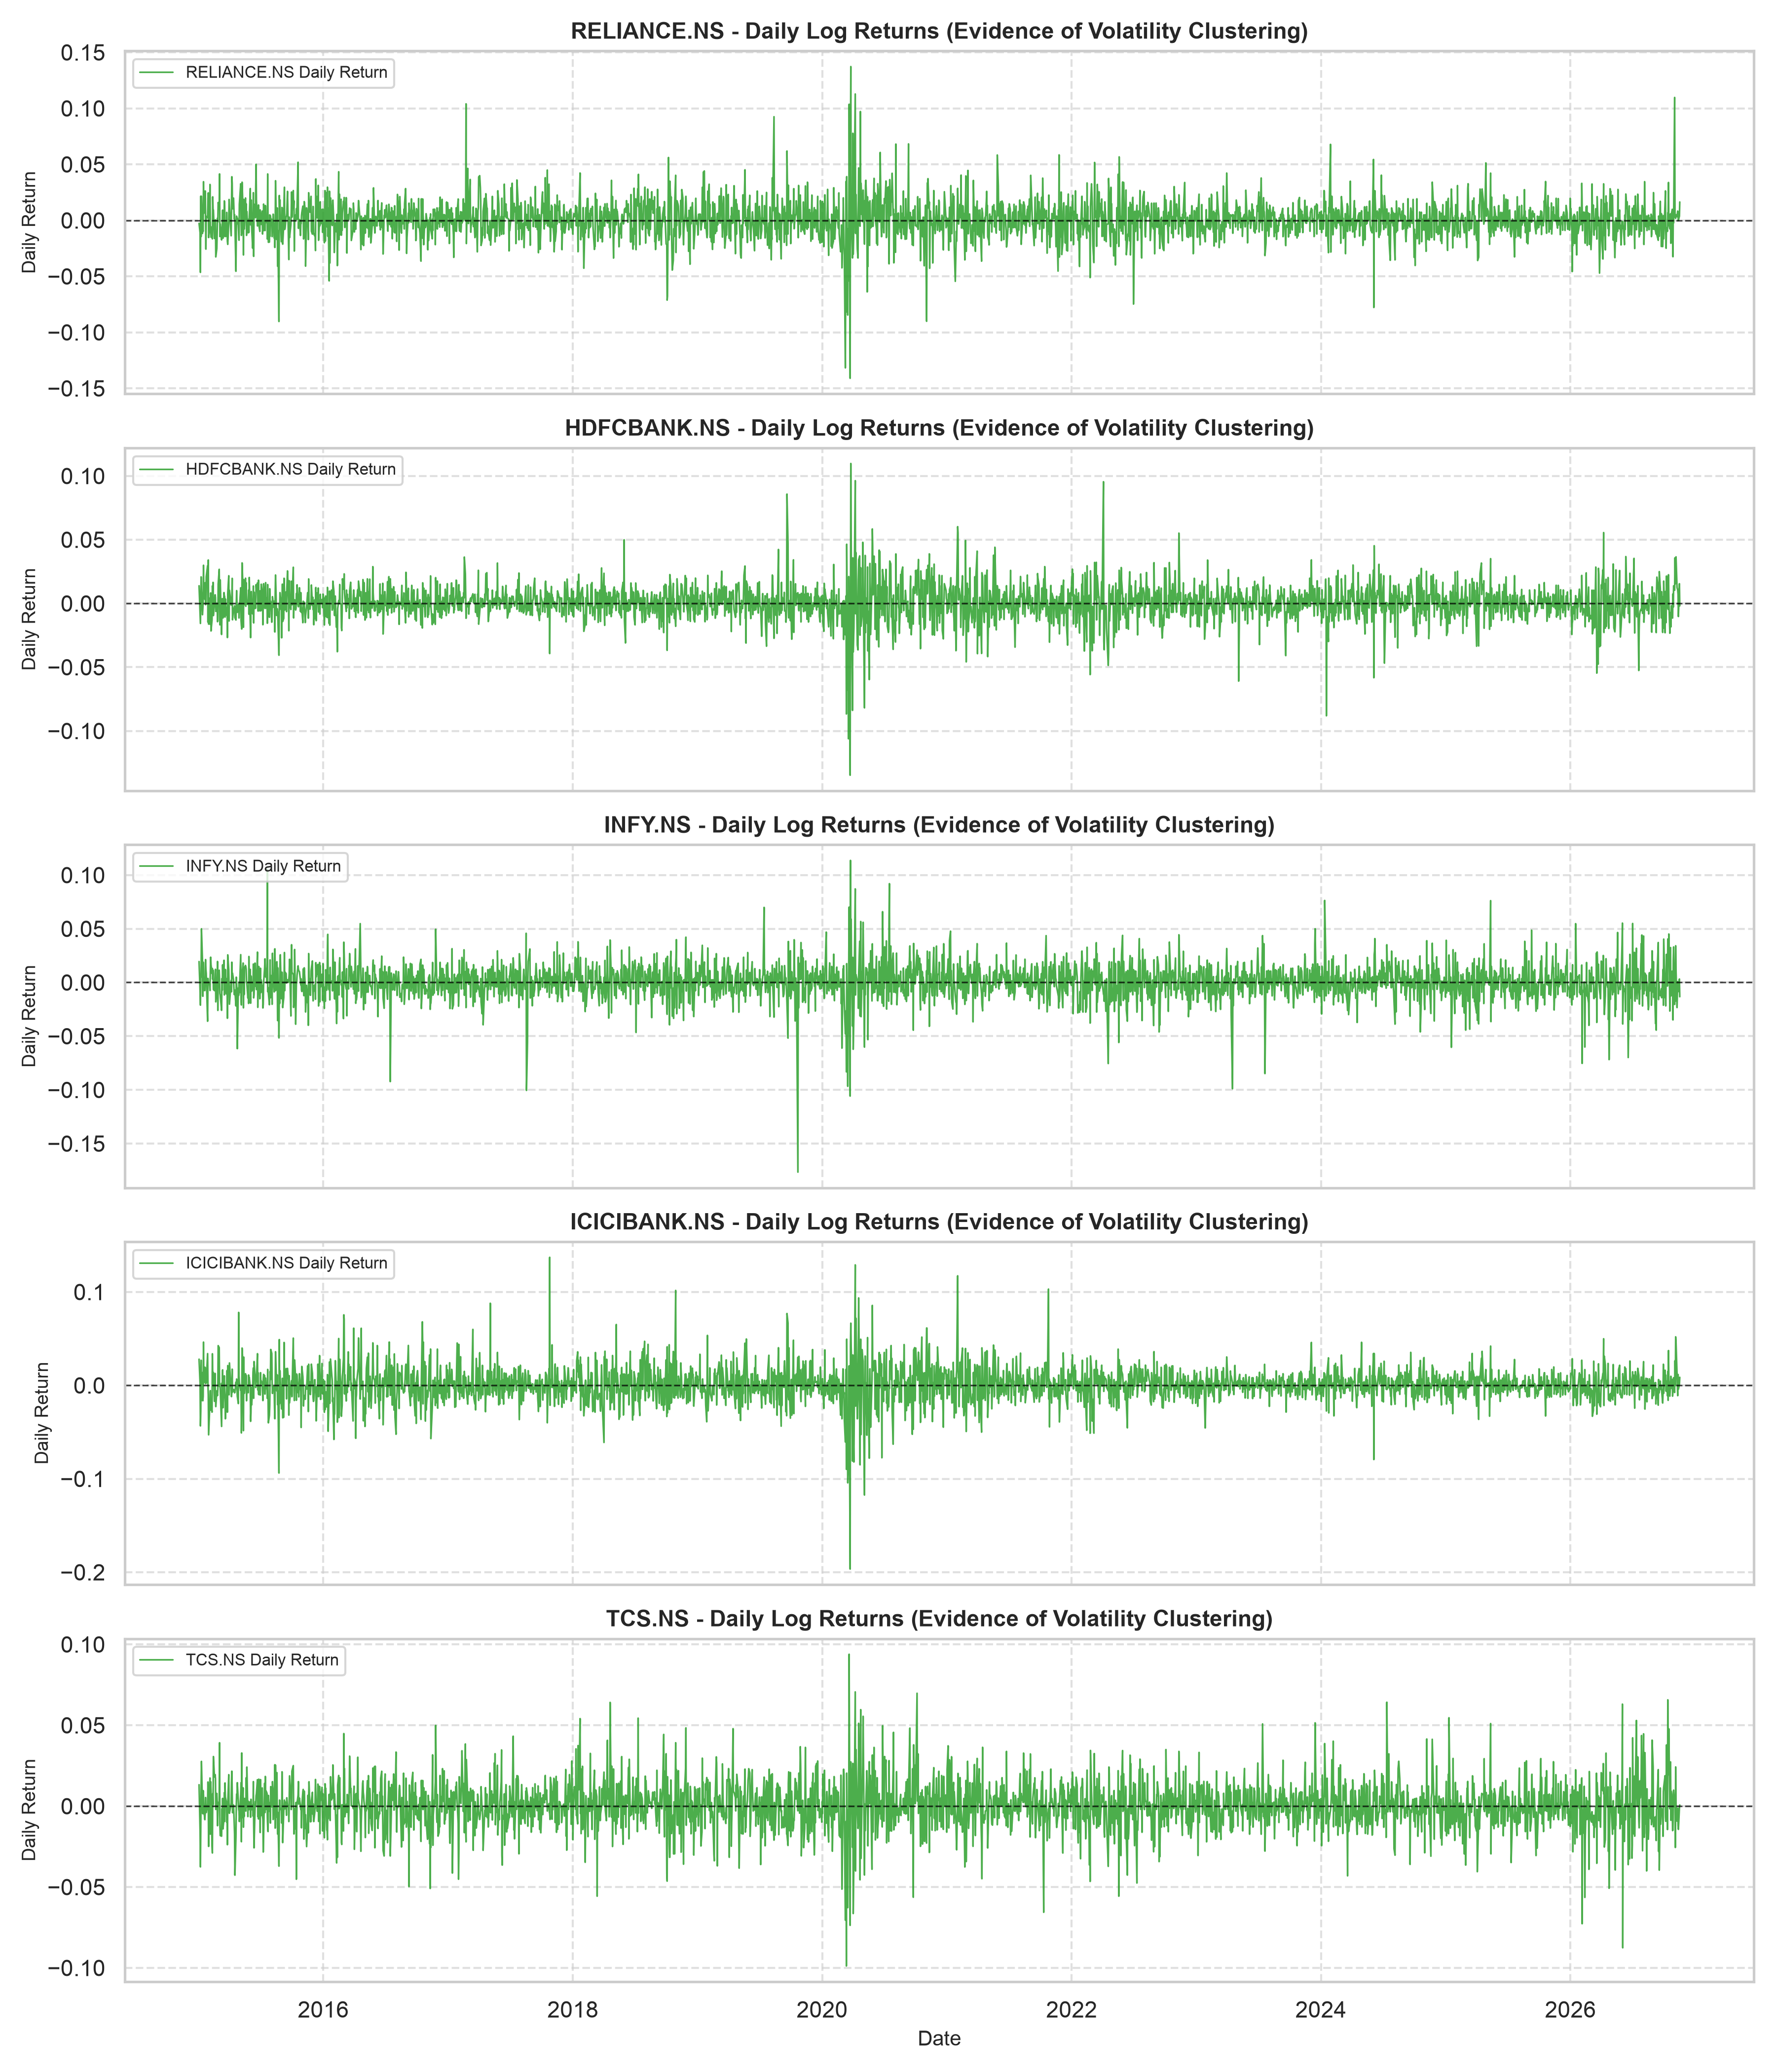 RELIANCE.NS - Daily Log Returns (Evidence of Volatility Clustering)
RELIANCE.NS Daily Return
0.15
0.10
0.05
0.00
−0.05
−0.10
−0.15
Daily Return
HDFCBANK.NS - Daily Log Returns (Evidence of Volatility Clustering)
HDFCBANK.NS Daily Return
0.10
0.05
0.00
−0.05
−0.10
Daily Return
INFY.NS - Daily Log Returns (Evidence of Volatility Clustering)
INFY.NS Daily Return
0.10
0.05
0.00
−0.05
−0.10
−0.15
Daily Return
ICICIBANK.NS - Daily Log Returns (Evidence of Volatility Clustering)
ICICIBANK.NS Daily Return
0.1
0.0
−0.1
−0.2
Daily Return
TCS.NS - Daily Log Returns (Evidence of Volatility Clustering)
TCS.NS Daily Return
0.10
0.05
0.00
−0.05
−0.10
Daily Return
2016 2018 2020 2022 2024 2026
Date